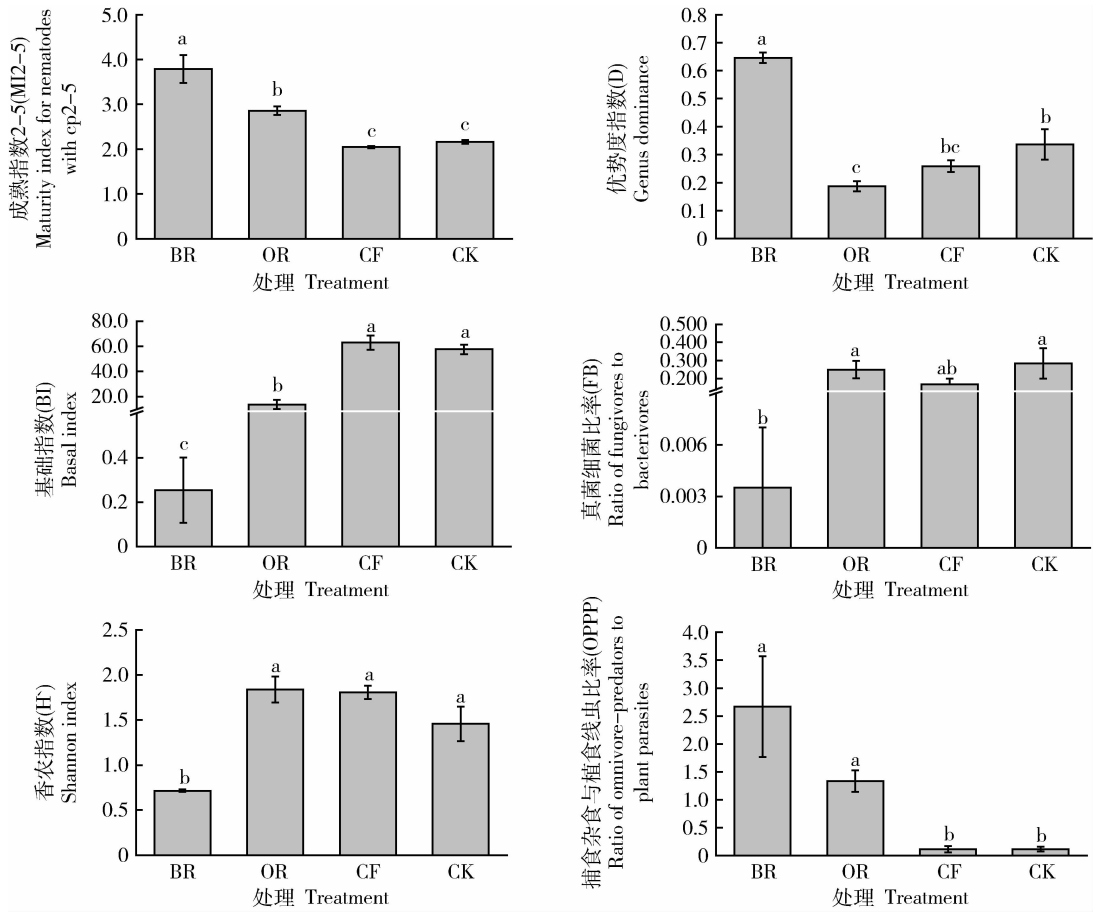 成熟指数2-5(MI2-5)
Maturity index for nematodes
with cp2-5
5.0
4.0
3.0
2.0
1.0
0
a
b
c
c
BR OR CF CK
处理 Treatment
优势度指数(D)
Genus dominance
0.8
0.7
0.6
0.5
0.4
0.3
0.2
0.1
0
a
c
bc
b
BR OR CF CK
处理 Treatment
基础指数(BI)
Basal index
80.0
60.0
40.0
20.0
0.4
0.2
0
c
b
a
a
BR OR CF CK
处理 Treatment
真菌细菌比率(FB)
Ratio of fungivores to
bacterivores
0.500
0.400
0.300
0.200
0.006
0.003
0
b
a
ab
a
BR OR CF CK
处理 Treatment
香农指数(H′)
Shannon index
2.5
2.0
1.5
1.0
0.5
0
b
a
a
a
BR OR CF CK
处理 Treatment
捕食杂食与植食线虫比率(OPPP)
Ratio of omnivore-predators to
plant parasites
4.0
3.5
3.0
2.5
2.0
1.5
1.0
0.5
0
a
a
b
b
BR OR CF CK
处理 Treatment